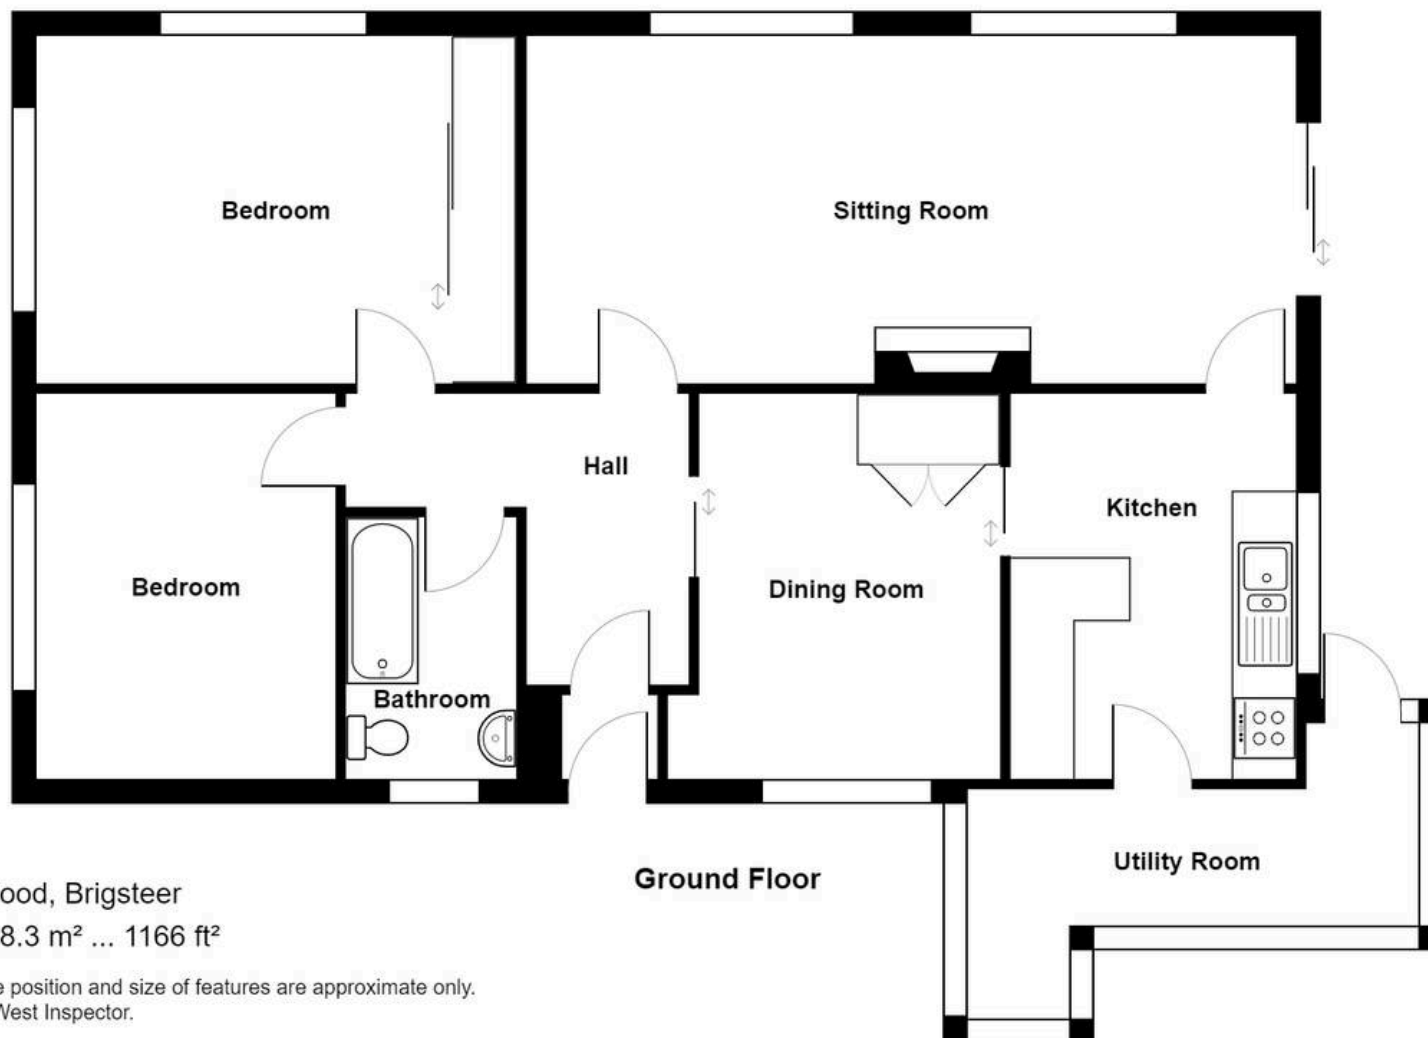 Bedroom
Sitting Room
Hall
Kitchen
Bedroom
Dining Room
Bathroom
Utility Room
Ground Floor
Brigsteer
8.3 m² ... 1166 ft²
position and size of features are approximate only.
West Inspector.